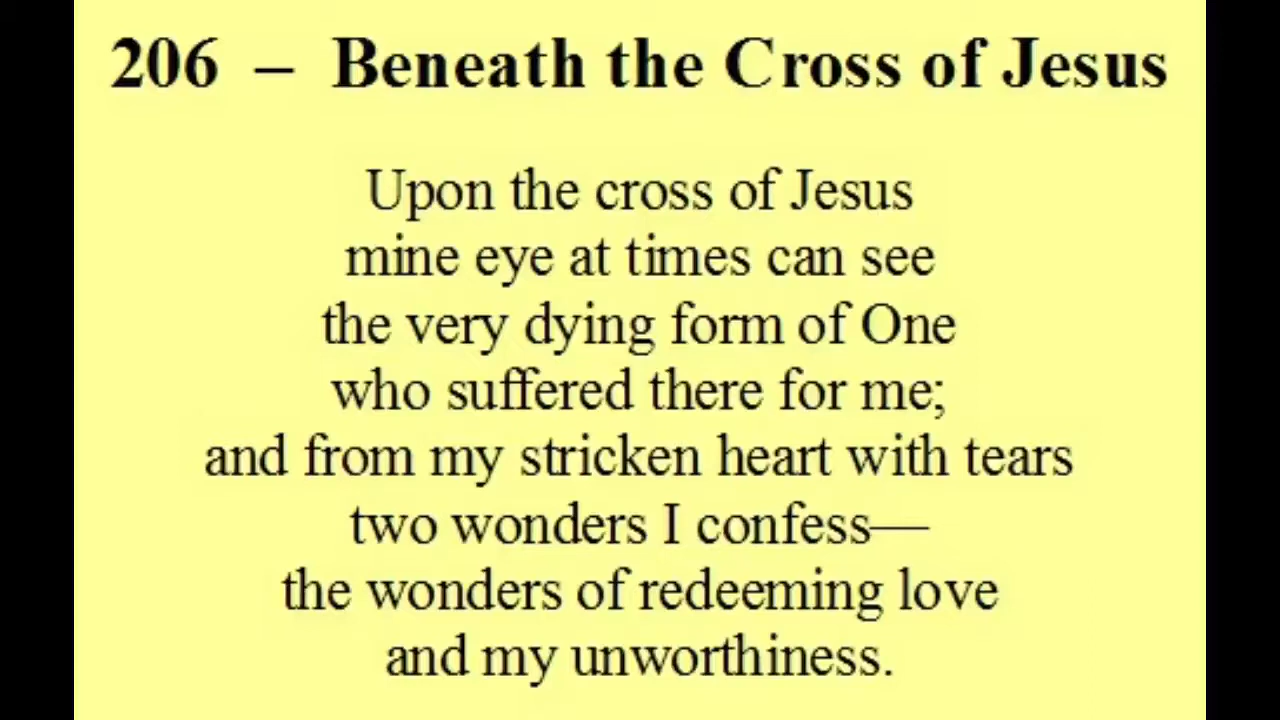 206 – Beneath the Cross of Jesus
Upon the cross of Jesus
mine eye at times can see
the very dying form of One
who suffered there for me;
and from my stricken heart with tears
two wonders I confess—
the wonders of redeeming love
and my unworthiness.